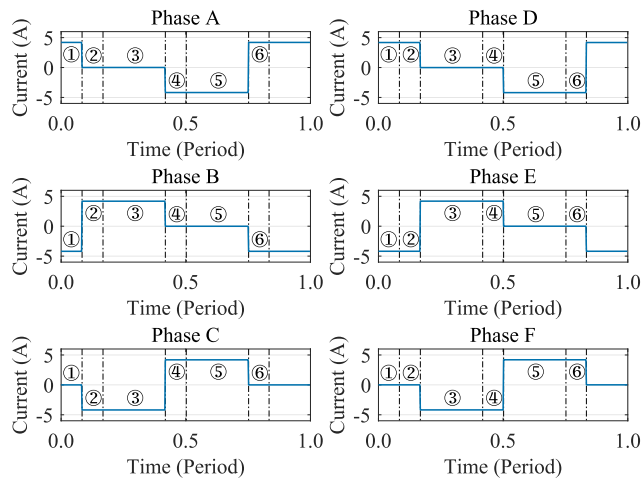 Phase A
Current (A)
5
0
-5
① ② ③ ④ ⑤ ⑥
0.0 0.5 1.0
Time (Period)
Phase D
Current (A)
5
0
-5
① ② ③ ④ ⑤ ⑥
0.0 0.5 1.0
Time (Period)
Phase B
Current (A)
5
0
-5
① ② ③ ④ ⑤ ⑥
0.0 0.5 1.0
Time (Period)
Phase E
Current (A)
5
0
-5
① ② ③ ④ ⑤ ⑥
0.0 0.5 1.0
Time (Period)
Phase C
Current (A)
5
0
-5
① ② ③ ④ ⑤ ⑥
0.0 0.5 1.0
Time (Period)
Phase F
Current (A)
5
0
-5
① ② ③ ④ ⑤ ⑥
0.0 0.5 1.0
Time (Period)